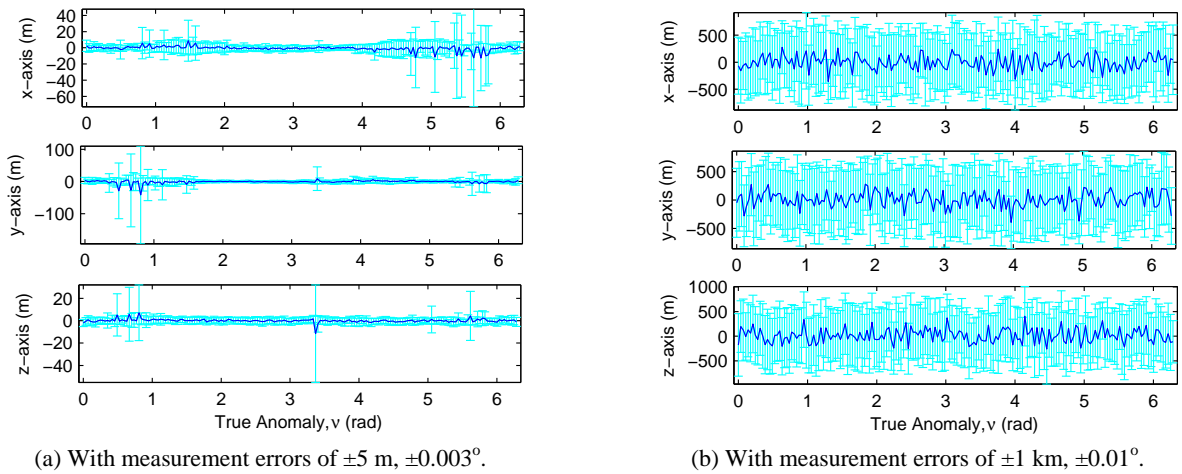 40
20
0
−20
−40
−60
x−axis (m)
0 1 2 3 4 5 6
100
0
−100
y−axis (m)
0 1 2 3 4 5 6
20
0
−20
−40
z−axis (m)
0 1 2 3 4 5 6
True Anomaly, ν (rad)
(a) With measurement errors of ±5 m, ±0.003°.
500
0
−500
x−axis (m)
0 1 2 3 4 5 6
500
0
−500
y−axis (m)
0 1 2 3 4 5 6
1000
500
0
−500
z−axis (m)
0 1 2 3 4 5 6
True Anomaly, ν (rad)
(b) With measurement errors of ±1 km, ±0.01°.